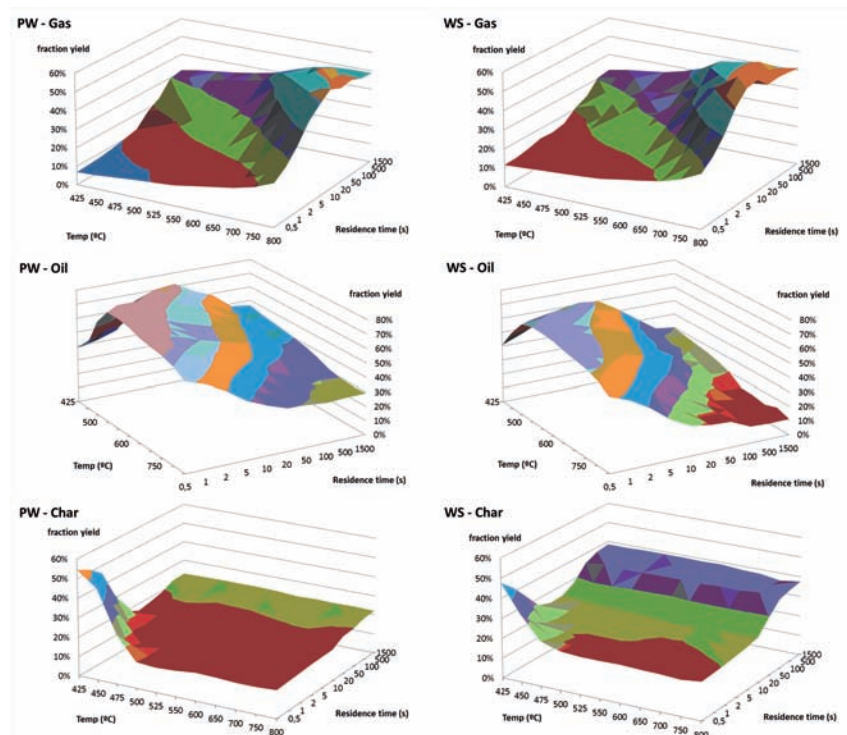 PW - Gas
fraction yield
60%
50%
40%
30%
20%
10%
0%
425 450 475 500 525 550 600 650 700 750 800
Temp (ºC)
0,5 1 2 5 10 20 50 100 500 1500
Residence time (s)
WS - Gas
fraction yield
60%
50%
40%
30%
20%
10%
0%
425 450 475 500 525 550 600 650 700 750 800
Temp (ºC)
0,5 1 2 5 10 20 50 100 500 1500
Residence time (s)
PW - Oil
fraction yield
80%
70%
60%
50%
40%
30%
20%
10%
0%
425 500 600 750
Temp (ºC)
0,5 1 2 5 10 20 50 100 500 1500
Residence time (s)
WS - Oil
fraction yield
80%
70%
60%
50%
40%
30%
20%
10%
0%
425 500 600 750
Temp (ºC)
0,5 1 2 5 10 20 50 100 500 1500
Residence time (s)
PW - Char
fraction yield
60%
50%
40%
30%
20%
10%
0%
425 450 475 500 525 550 600 650 700 750 800
Temp (ºC)
0,5 1 2 5 10 20 50 100 500 1500
Residence time (s)
WS - Char
fraction yield
60%
50%
40%
30%
20%
10%
0%
425 450 475 500 525 550 600 650 700 750 800
Temp (ºC)
0,5 1 2 5 10 20 50 100 500 1500
Residence time (s)